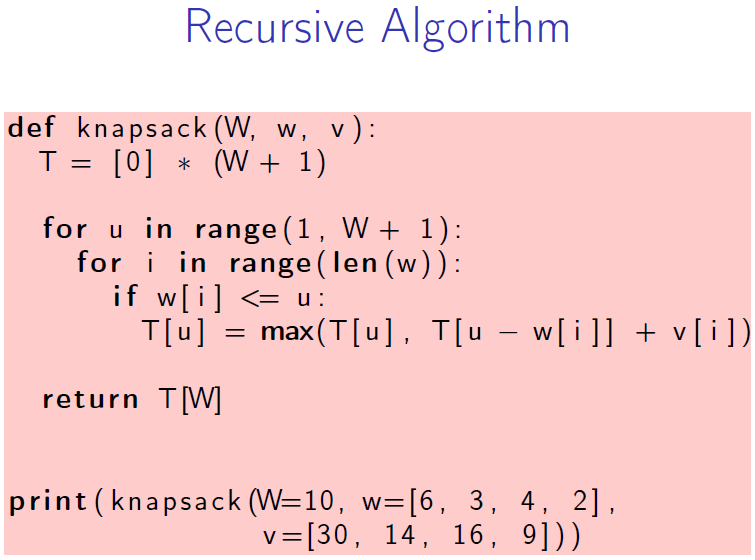 Recursive Algorithm
def knapsack(W, w, v):
  T = [0] * (W + 1)
  for u in range(1, W + 1):
    for i in range(len(w)):
      if w[i] <= u:
        T[u] = max(T[u], T[u − w[i]] + v[i])
  return T[W]
print(knapsack(W=10, w=[6, 3, 4, 2],
               v=[30, 14, 16, 9]))